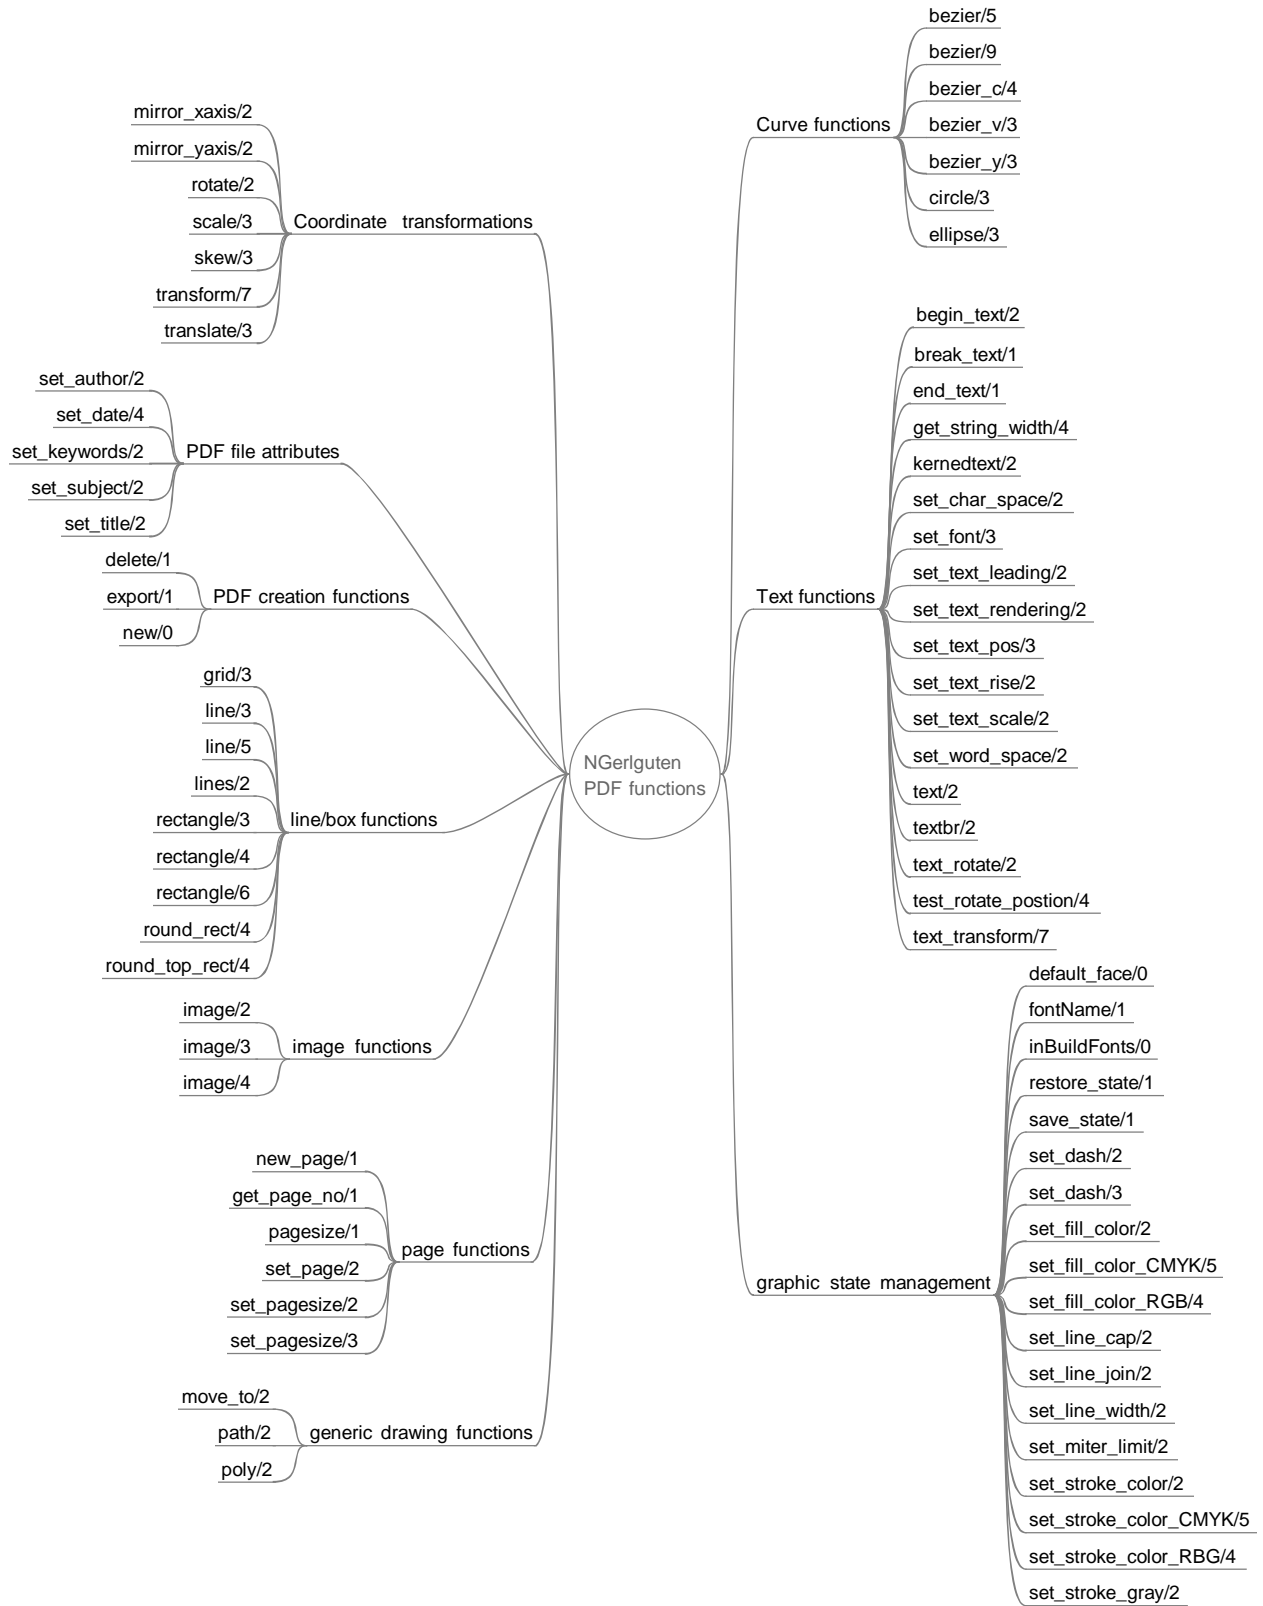 mirror_xaxis/2
mirror_yaxis/2
rotate/2
scale/3
skew/3
transform/7
translate/3
Coordinate transformations
set_author/2
set_date/4
set_keywords/2
set_subject/2
set_title/2
PDF file attributes
delete/1
export/1
new/0
PDF creation functions
grid/3
line/3
line/5
lines/2
rectangle/3
rectangle/4
rectangle/6
round_rect/4
round_top_rect/4
line/box functions
image/2
image/3
image/4
image functions
new_page/1
get_page_no/1
pagesize/1
set_page/2
set_pagesize/2
set_pagesize/3
page functions
move_to/2
path/2
poly/2
generic drawing functions
NGerlguten
PDF functions
Curve functions
bezier/5
bezier/9
bezier_c/4
bezier_v/3
bezier_y/3
circle/3
ellipse/3
Text functions
begin_text/2
break_text/1
end_text/1
get_string_width/4
kernedtext/2
set_char_space/2
set_font/3
set_text_leading/2
set_text_rendering/2
set_text_pos/3
set_text_rise/2
set_text_scale/2
set_word_space/2
text/2
textbr/2
text_rotate/2
test_rotate_postion/4
text_transform/7
graphic state management
default_face/0
fontName/1
inBuildFonts/0
restore_state/1
save_state/1
set_dash/2
set_dash/3
set_fill_color/2
set_fill_color_CMYK/5
set_fill_color_RGB/4
set_line_cap/2
set_line_join/2
set_line_width/2
set_miter_limit/2
set_stroke_color/2
set_stroke_color_CMYK/5
set_stroke_color_RBG/4
set_stroke_gray/2